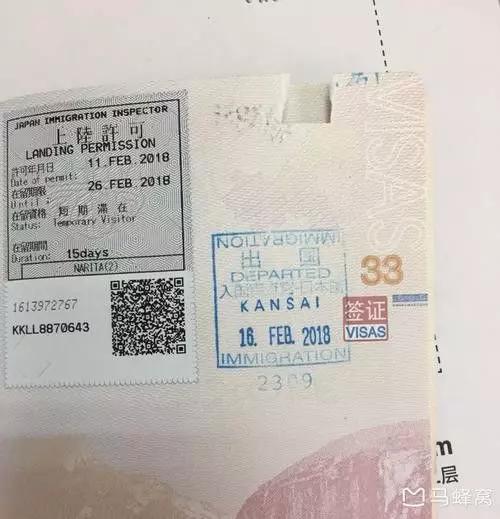 JAPAN IMMIGRATION INSPECTOR
上陸許可
LANDING PERMISSION
許可年月日 11.FEB.2018
Date of permit:
在留期限 26.FEB.2018
Until:
在留資格 短期滞在
Status: Temporary Visitor
在留期間
Duration: 15days
NARITA(2)
1613972767
KKLL8870643
VISAS
IMMIGRATION
出国
DEPARTED
KANSAI
16. FEB. 2018
IMMIGRATION
2309
33
签证
VISAS
m
层
马蜂窝